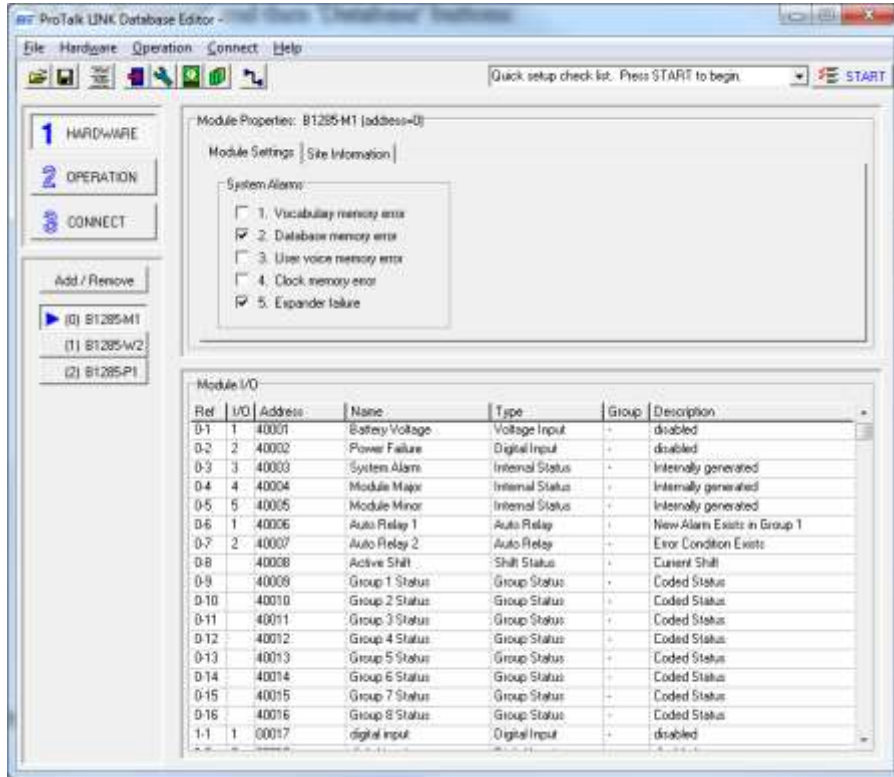 ProTalk LINK Database Editor -
File Hardware Operation Connect Help
Quick setup check list. Press START to begin.
START
1 HARDWARE
2 OPERATION
3 CONNECT
Add / Remove
(0) B1285-M1
(1) B1285-W2
(2) B1285-P1
Module Properties: B1285-M1 (address=0)
Module Settings Site Information
System Alarms
1. Vocabulary memory error
2. Database memory error
3. User voice memory error
4. Clock memory error
5. Expander failure
Module I/O
Ref I/O Address Name Type Group Description
0-1 1 40001 Battery Voltage Voltage Input - disabled
0-2 2 40002 Power Failure Digital Input - disabled
0-3 3 40003 System Alarm Internal Status - Internally generated
0-4 4 40004 Module Major Internal Status - Internally generated
0-5 5 40005 Module Minor Internal Status - Internally generated
0-6 1 40006 Auto Relay 1 Auto Relay - New Alarm Exists in Group 1
0-7 2 40007 Auto Relay 2 Auto Relay - Error Condition Exists
0-8 40008 Active Shift Shift Status - Current Shift
0-9 40009 Group 1 Status Group Status - Coded Status
0-10 40010 Group 2 Status Group Status - Coded Status
0-11 40011 Group 3 Status Group Status - Coded Status
0-12 40012 Group 4 Status Group Status - Coded Status
0-13 40013 Group 5 Status Group Status - Coded Status
0-14 40014 Group 6 Status Group Status - Coded Status
0-15 40015 Group 7 Status Group Status - Coded Status
0-16 40016 Group 8 Status Group Status - Coded Status
1-1 1 00017 digital input Digital Input - disabled